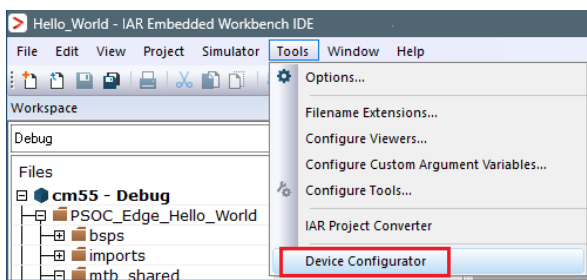 Hello_World - IAR Embedded Workbench IDE
File Edit View Project Simulator Tools Window Help
Options...
Workspace
Filename Extensions...
Debug
Configure Viewers...
Configure Custom Argument Variables...
Files
Configure Tools...
cm55 - Debug
PSOC_Edge_Hello_World
IAR Project Converter
bsps
imports
Device Configurator
mtb_shared